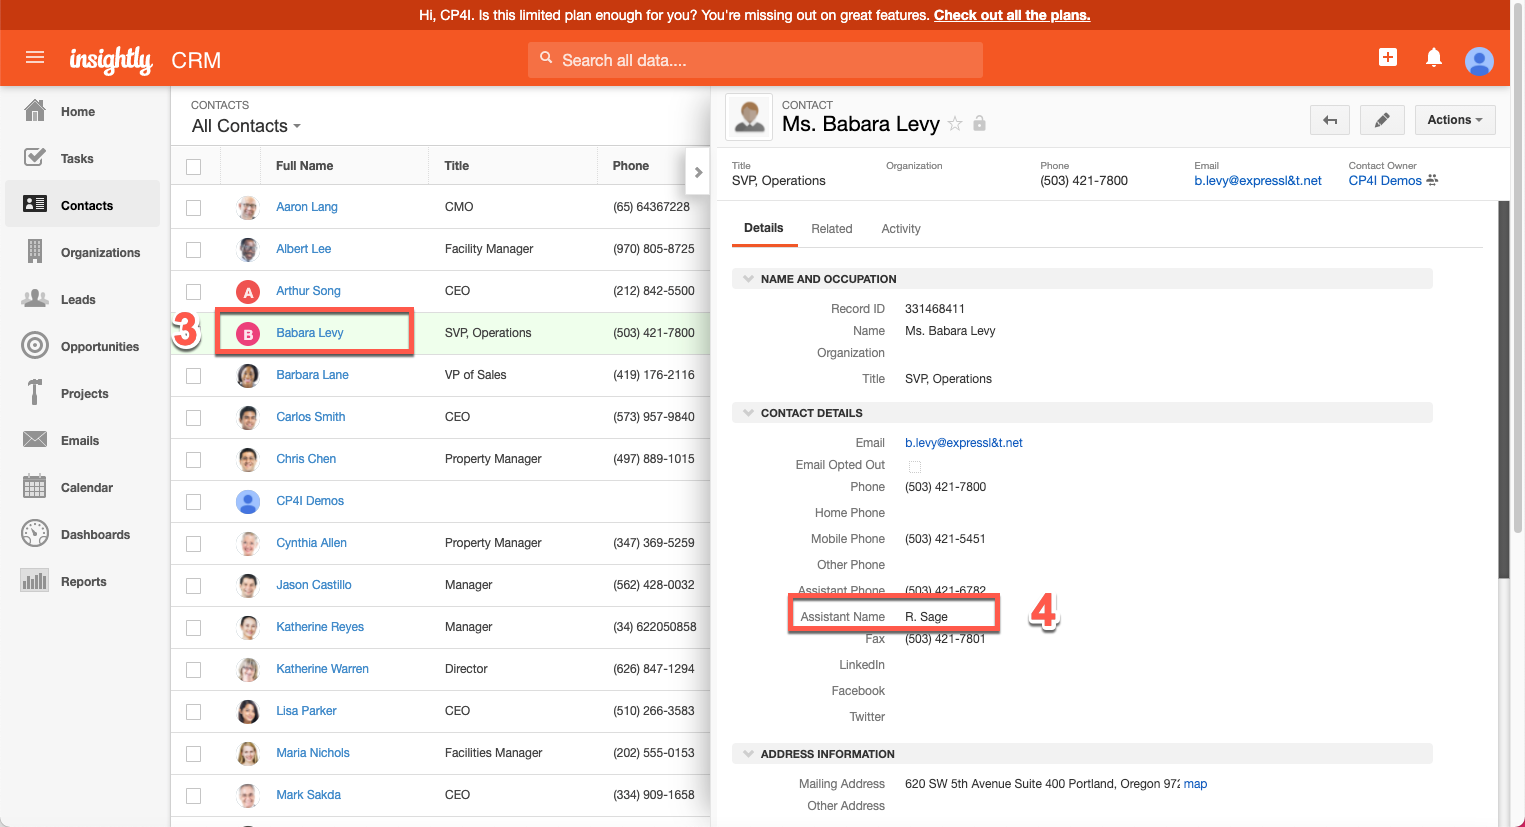 Hi, CP4I. Is this limited plan enough for you? You're missing out on great features. Check out all the plans.
insightly CRM
Search all data....
Home
Tasks
Contacts
Organizations
Leads
Opportunities
Projects
Emails
Calendar
Dashboards
Reports
CONTACTS
All Contacts
Full Name Title Phone
Aaron Lang CMO (65) 64367228
Albert Lee Facility Manager (970) 805-8725
A Arthur Song CEO (212) 842-5500
3 B Babara Levy SVP, Operations (503) 421-7800
Barbara Lane VP of Sales (419) 176-2116
Carlos Smith CEO (573) 957-9840
Chris Chen Property Manager (497) 889-1015
CP4I Demos
Cynthia Allen Property Manager (347) 369-5259
Jason Castillo Manager (562) 428-0032
Katherine Reyes Manager (34) 622050858
Katherine Warren Director (626) 847-1294
Lisa Parker CEO (510) 266-3583
Maria Nichols Facilities Manager (202) 555-0153
Mark Sakda CEO (334) 909-1658
CONTACT
Ms. Babara Levy
Actions
Title Organization Phone Email Contact Owner
SVP, Operations (503) 421-7800 b.levy@expressl&t.net CP4I Demos
Details Related Activity
NAME AND OCCUPATION
Record ID 331468411
Name Ms. Babara Levy
Organization
Title SVP, Operations
CONTACT DETAILS
Email b.levy@expressl&t.net
Email Opted Out
Phone (503) 421-7800
Home Phone
Mobile Phone (503) 421-5451
Other Phone
Assistant Phone (503) 421-6782
Assistant Name R. Sage 4
Fax (503) 421-7801
LinkedIn
Facebook
Twitter
ADDRESS INFORMATION
Mailing Address 620 SW 5th Avenue Suite 400 Portland, Oregon 972 map
Other Address